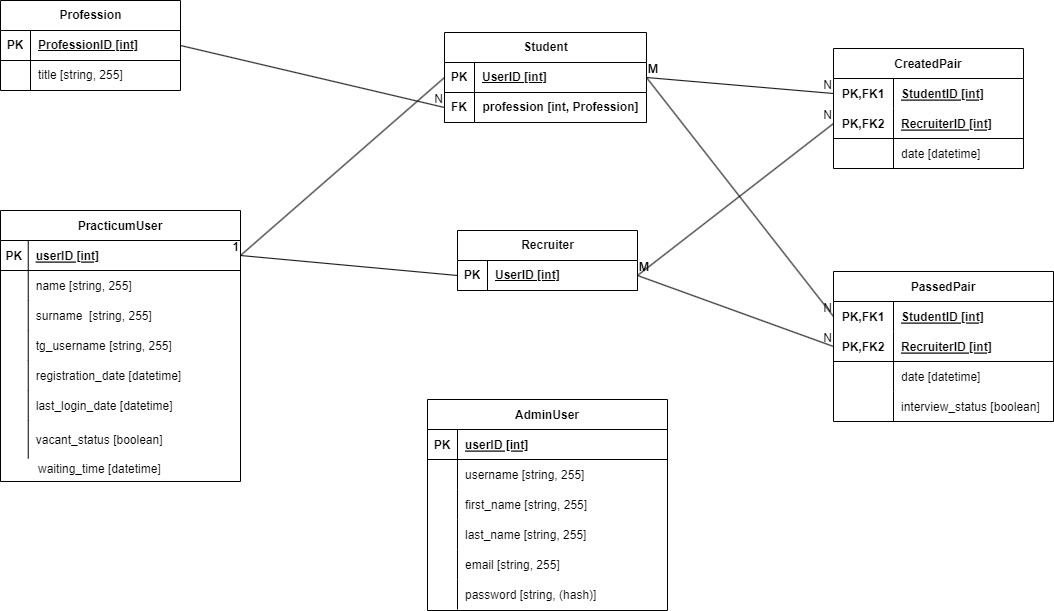 Profession
PK ProfessionID [int]
title [string, 255]
Student
PK UserID [int]
N FK profession [int, Profession]
M
CreatedPair
N PK,FK1 StudentID [int]
N PK,FK2 RecruiterID [int]
date [datetime]
PracticumUser
1
PK userID [int]
name [string, 255]
surname  [string, 255]
tg_username [string, 255]
registration_date [datetime]
last_login_date [datetime]
vacant_status [boolean]
waiting_time [datetime]
Recruiter
PK UserID [int]
M
PassedPair
N PK,FK1 StudentID [int]
N PK,FK2 RecruiterID [int]
date [datetime]
interview_status [boolean]
AdminUser
PK userID [int]
username [string, 255]
first_name [string, 255]
last_name [string, 255]
email [string, 255]
password [string, (hash)]